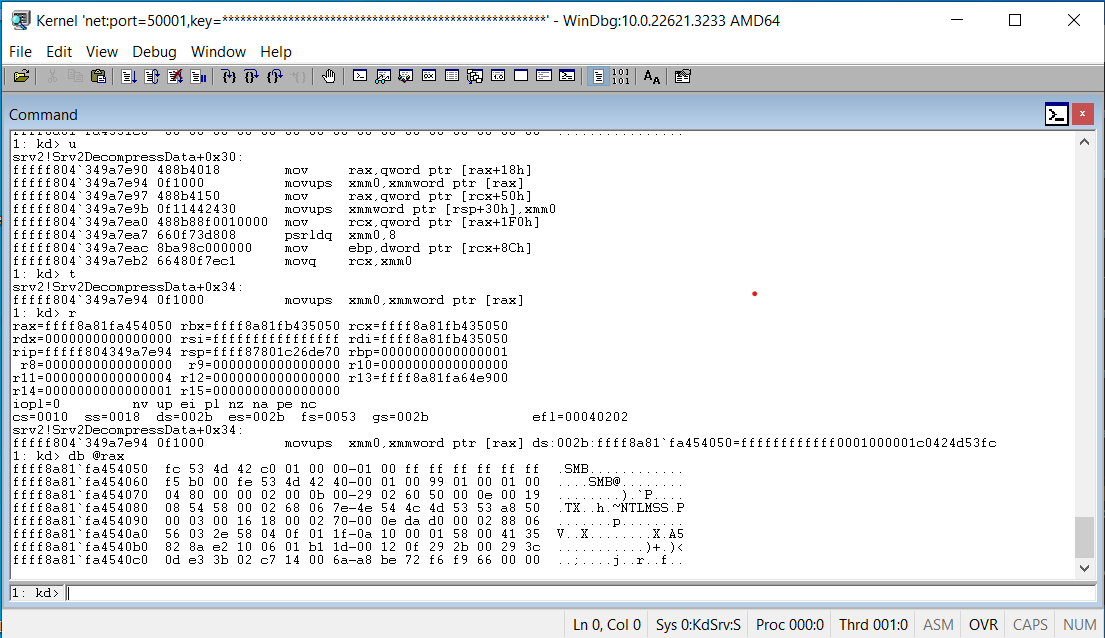 Kernel 'net:port=50001,key=******************************************************' - WinDbg:10.0.22621.3233 AMD64
File Edit View Debug Window Help
Command
1: kd> u
srv2!Srv2DecompressData+0x30:
fffff804`349a7e90 488b4018 mov rax,qword ptr [rax+18h]
fffff804`349a7e94 0f1000 movups xmm0,xmmword ptr [rax]
fffff804`349a7e97 488b4150 mov rax,qword ptr [rcx+50h]
fffff804`349a7e9b 0f11442430 movups xmmword ptr [rsp+30h],xmm0
fffff804`349a7ea0 488b88f0010000 mov rcx,qword ptr [rax+1F0h]
fffff804`349a7ea7 660f73d808 psrldq xmm0,8
fffff804`349a7eac 8ba98c000000 mov ebp,dword ptr [rcx+8Ch]
fffff804`349a7eb2 66480f7ec1 movq rcx,xmm0
1: kd> t
srv2!Srv2DecompressData+0x34:
fffff804`349a7e94 0f1000 movups xmm0,xmmword ptr [rax]
1: kd> r
rax=ffff8a81fa454050 rbx=ffff8a81fb435050 rcx=ffff8a81fb435050
rdx=0000000000000000 rsi=ffffffffffffffff rdi=ffff8a81fb435050
rip=fffff804349a7e94 rsp=ffff87801c26de70 rbp=0000000000000001
r8=0000000000000000 r9=0000000000000000 r10=0000000000000000
r11=0000000000000004 r12=0000000000000000 r13=ffff8a81fa64e900
r14=0000000000000001 r15=0000000000000000
iopl=0 nv up ei pl nz na pe nc
cs=0010 ss=0018 ds=002b es=002b fs=0053 gs=002b efl=00040202
srv2!Srv2DecompressData+0x34:
fffff804`349a7e94 0f1000 movups xmm0,xmmword ptr [rax] ds:002b:ffff8a81`fa454050=ffffffffffff0001000001c0424d53fc
1: kd> db @rax
ffff8a81`fa454050 fc 53 4d 42 c0 01 00 00-01 00 ff ff ff ff ff ff .SMB............
ffff8a81`fa454060 f5 b0 00 fe 53 4d 42 40-00 01 00 99 01 00 01 00 ....SMB@........
ffff8a81`fa454070 04 80 00 00 02 00 0b 00-29 02 60 50 00 0e 00 19 ........).`P....
ffff8a81`fa454080 08 54 58 00 02 68 06 7e-4e 54 4c 4d 53 53 a8 50 .TX..h.~NTLMSS.P
ffff8a81`fa454090 00 03 00 16 18 00 02 70-00 0e da d0 00 02 88 06 .......p........
ffff8a81`fa4540a0 56 03 2e 58 04 0f 01 1f-0a 10 00 01 58 00 41 35 V..X........X.A5
ffff8a81`fa4540b0 82 8a e2 10 06 01 b1 1d-00 12 0f 29 2b 00 29 3c ...........)+.)<
ffff8a81`fa4540c0 0d e3 3b 02 c7 14 00 6a-a8 be 72 f6 f9 66 00 00 ..;....j..r..f..
1: kd>
Ln 0, Col 0 Sys 0:KdSrv:S Proc 000:0 Thrd 001:0 ASM OVR CAPS NUM